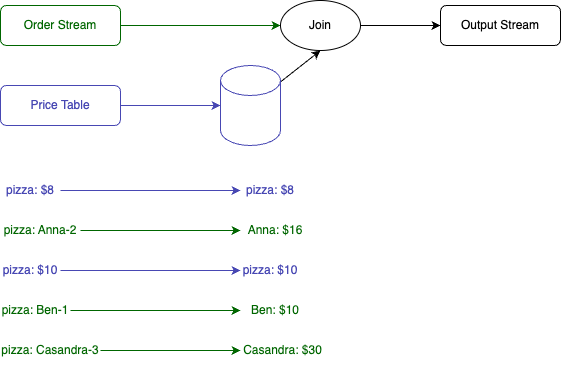 Order Stream
Join
Output Stream
Price Table
pizza: $8
pizza: $8
pizza: Anna-2
Anna: $16
pizza: $10
pizza: $10
pizza: Ben-1
Ben: $10
pizza: Casandra-3
Casandra: $30